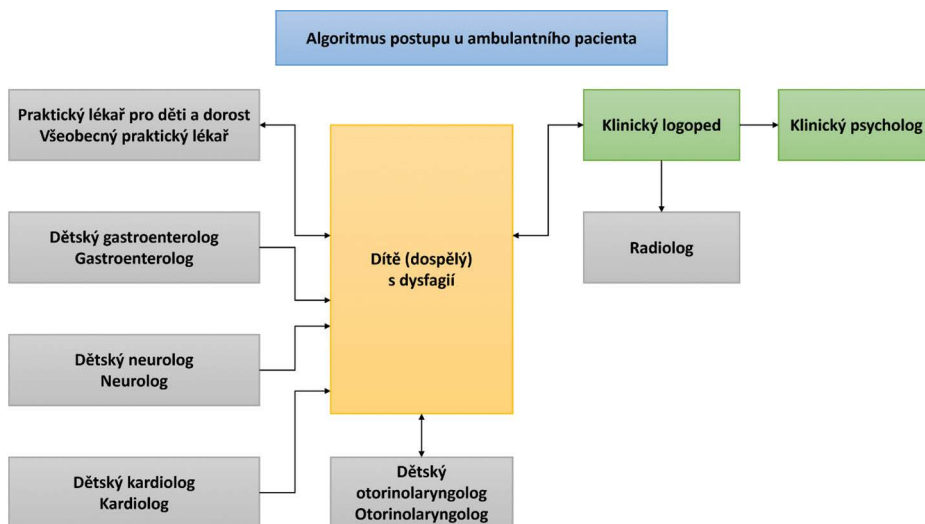 Algoritmus postupu u ambulantního pacienta
Praktický lékař pro děti a dorost
Všeobecný praktický lékař
Klinický logoped
Klinický psycholog
Dětský gastroenterolog
Gastroenterolog
Dítě (dospělý)
s dysfagií
Radiolog
Dětský neurolog
Neurolog
Dětský kardiolog
Kardiolog
Dětský
otorinolaryngolog
Otorinolaryngolog